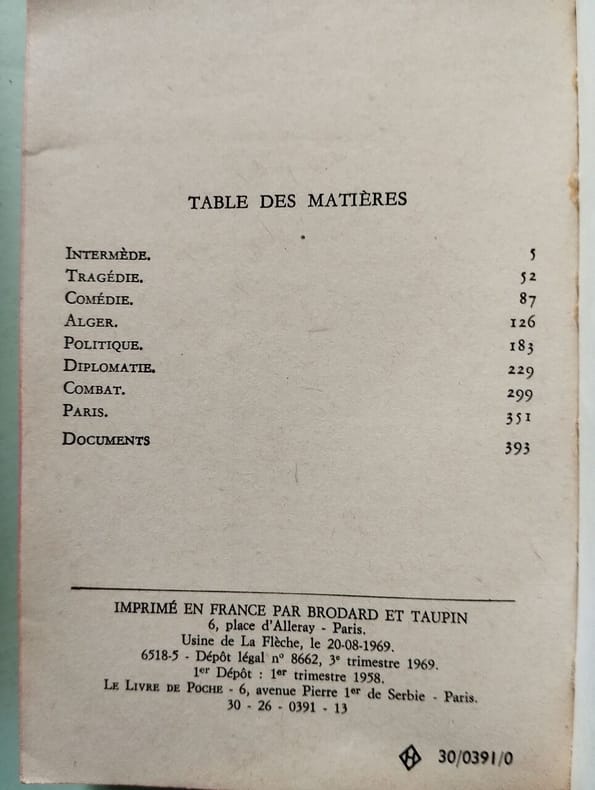 TABLE DES MATIÈRES
INTERMÈDE. 5
TRAGÉDIE. 52
COMÉDIE. 87
ALGER. 126
POLITIQUE. 183
DIPLOMATIE. 229
COMBAT. 299
PARIS. 351
DOCUMENTS 393
IMPRIMÉ EN FRANCE PAR BRODARD ET TAUPIN
6, place d'Alleray - Paris.
Usine de La Flèche, le 20-08-1969.
6518-5 - Dépôt légal nº 8662, 3e trimestre 1969.
1er Dépôt : 1er trimestre 1958.
LE LIVRE DE POCHE - 6, avenue Pierre 1er de Serbie - Paris.
30 - 26 - 0391 - 13
H 30/0391/0